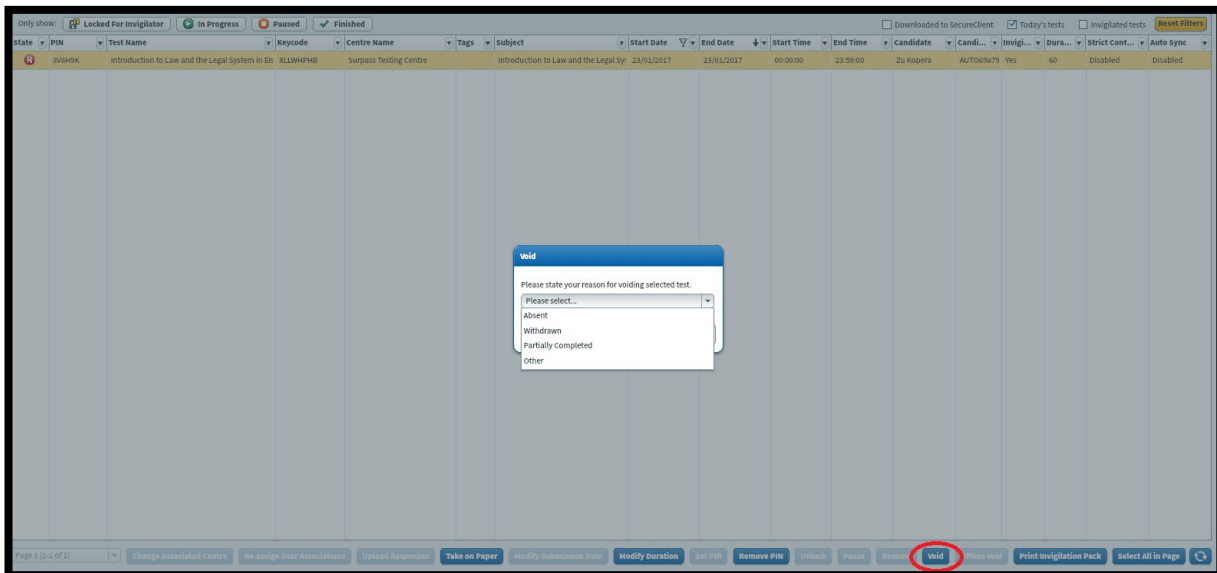 Only show: Locked For Invigilator In Progress Paused Finished Downloaded to SecureClient Today's tests Invigilated tests Reset Filters
State PIN Test Name Keycode Centre Name Tags Subject Start Date End Date Start Time End Time Candidate Candi... Invigi... Dura... Strict Cont... Auto Sync
R 3V6H9K Introduction to Law and the Legal System in En XLLWHPHB Surpass Testing Centre Introduction to Law and the Legal Sy: 23/01/2017 23/01/2017 00:00:00 23:59:00 Zu Kopera AUTO69a79 Yes 60 Disabled Disabled
Void
Please state your reason for voiding selected test.
Please select...
Absent
Withdrawn
Partially Completed
Other
Page 1 (1-1 of 1) Change Associated Centre Re-assign User Associations Upload Responses Take on Paper Modify Submission Date Modify Duration Set PIN Remove PIN Unlock Pause Void Offline Void Print Invigilation Pack Select All in Page